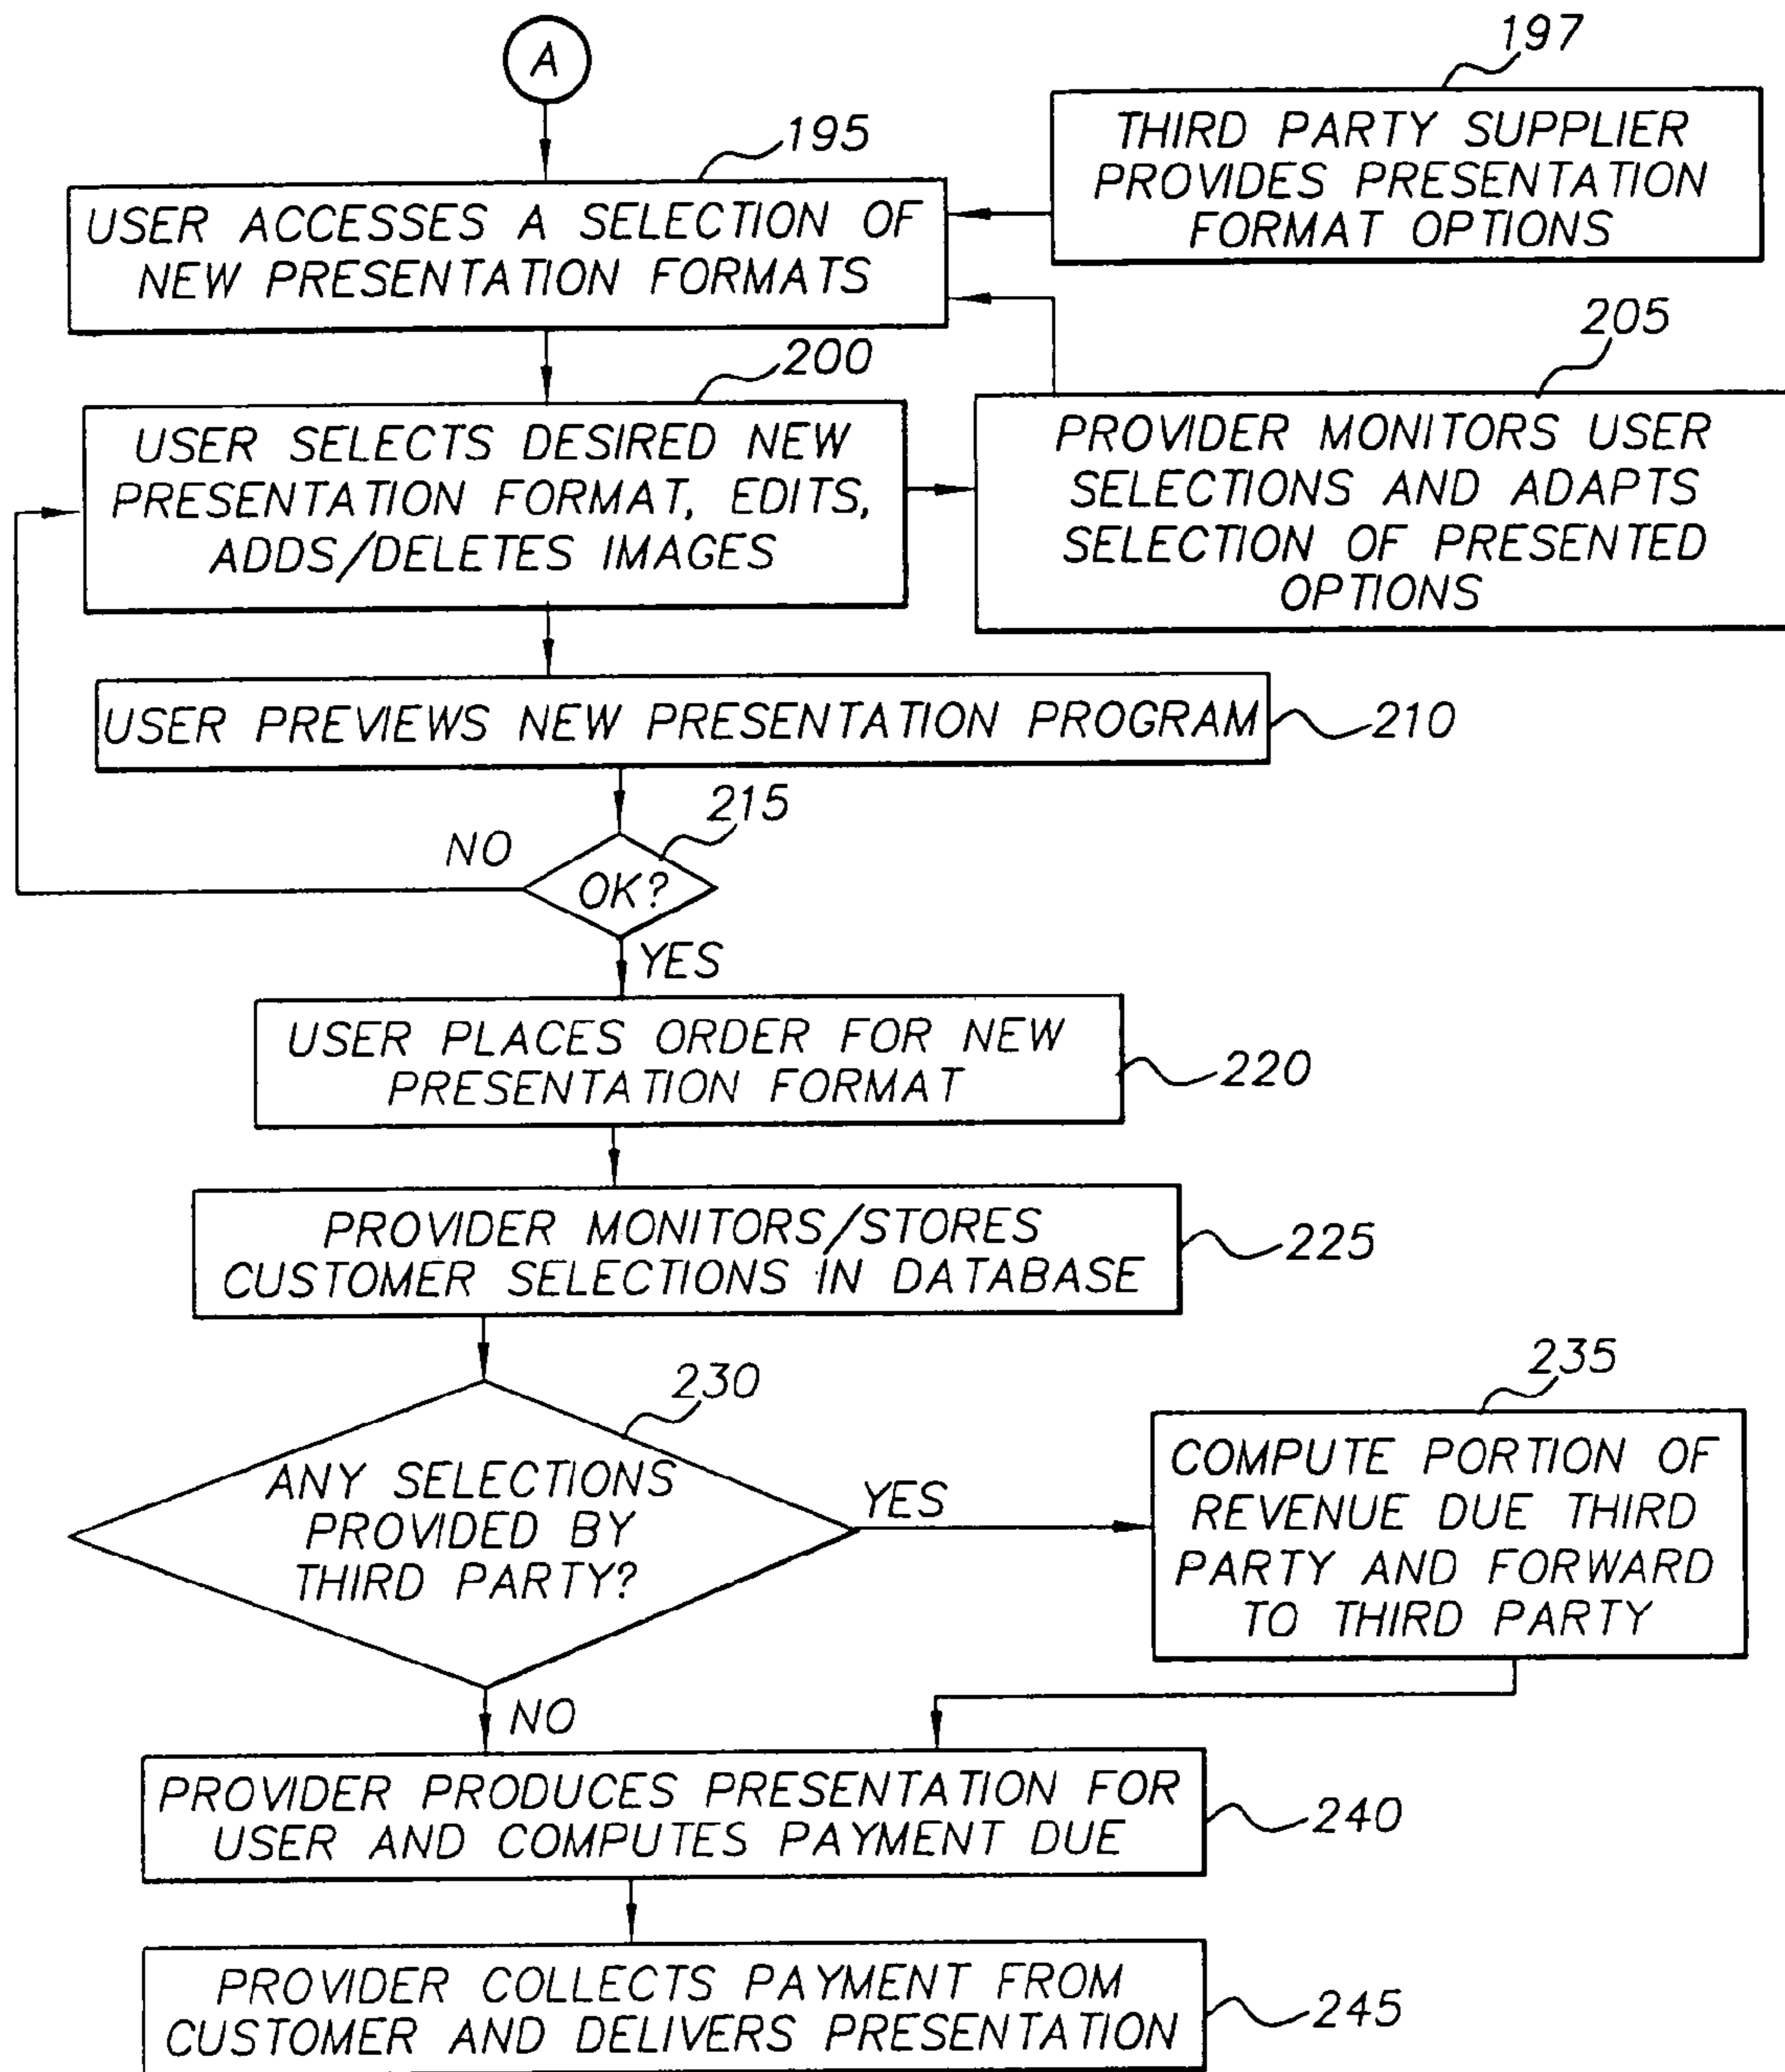 A
197
THIRD PARTY SUPPLIER
PROVIDES PRESENTATION
FORMAT OPTIONS
195
USER ACCESSES A SELECTION OF
NEW PRESENTATION FORMATS
205
PROVIDER MONITORS USER
SELECTIONS AND ADAPTS
SELECTION OF PRESENTED
OPTIONS
200
USER SELECTS DESIRED NEW
PRESENTATION FORMAT, EDITS,
ADDS/DELETES IMAGES
USER PREVIEWS NEW PRESENTATION PROGRAM
210
215
NO
OK?
YES
USER PLACES ORDER FOR NEW
PRESENTATION FORMAT
220
PROVIDER MONITORS/STORES
CUSTOMER SELECTIONS IN DATABASE
225
230
ANY SELECTIONS
PROVIDED BY
THIRD PARTY?
YES
235
COMPUTE PORTION OF
REVENUE DUE THIRD
PARTY AND FORWARD
TO THIRD PARTY
NO
PROVIDER PRODUCES PRESENTATION FOR
USER AND COMPUTES PAYMENT DUE
240
PROVIDER COLLECTS PAYMENT FROM
CUSTOMER AND DELIVERS PRESENTATION
245